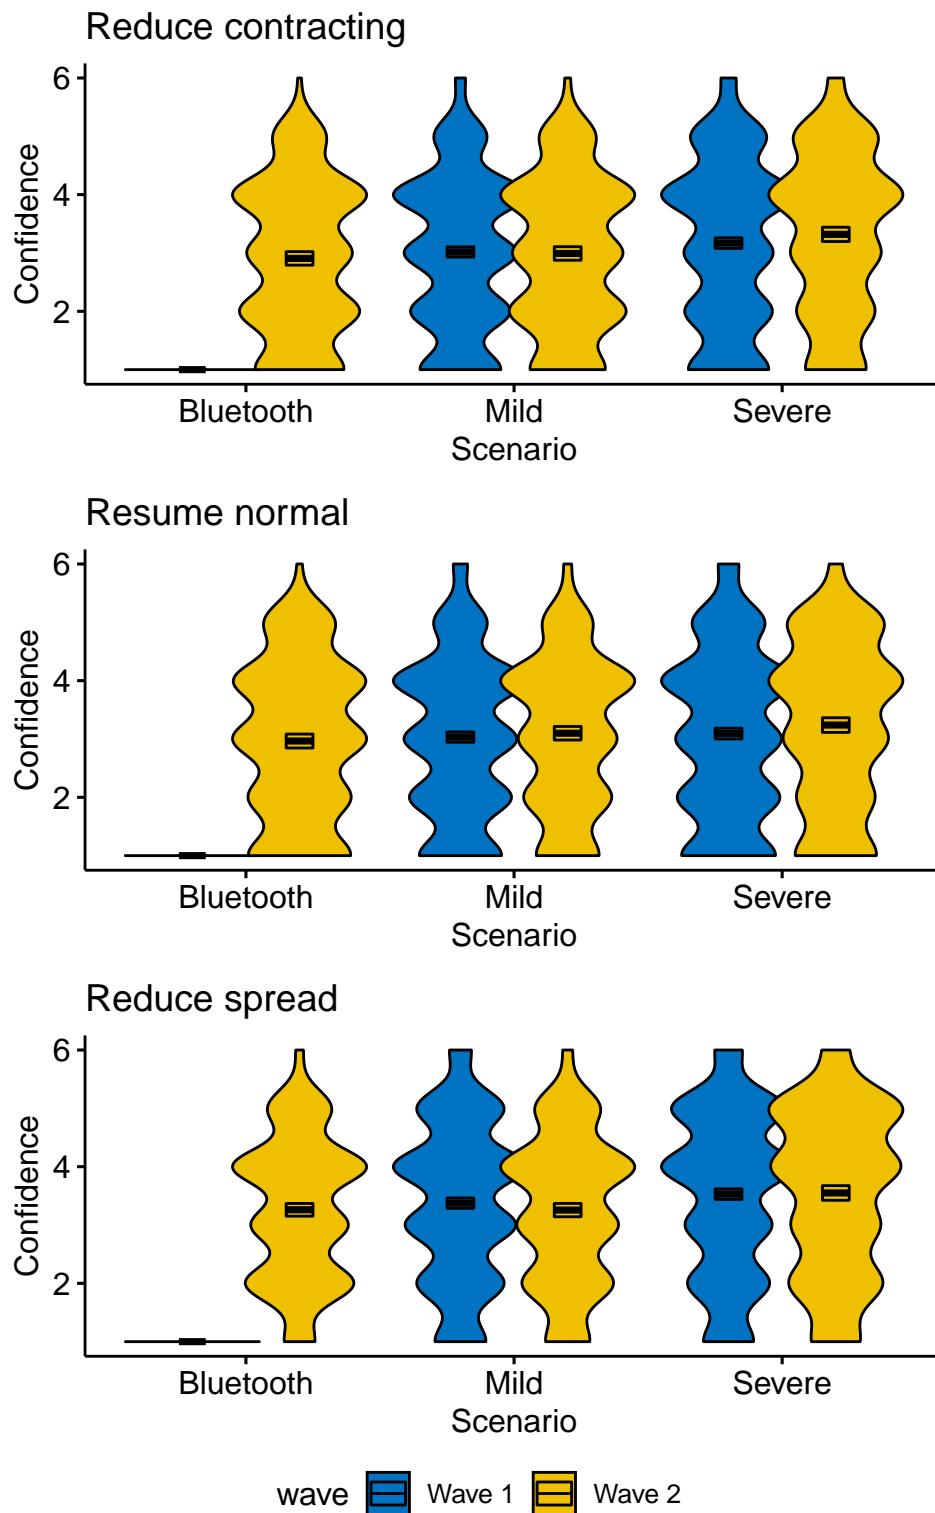 Reduce contracting
6
4
2
Confidence
Bluetooth Mild Severe
Scenario
Resume normal
6
4
2
Confidence
Bluetooth Mild Severe
Scenario
Reduce spread
6
4
2
Confidence
Bluetooth Mild Severe
Scenario
wave Wave 1 Wave 2